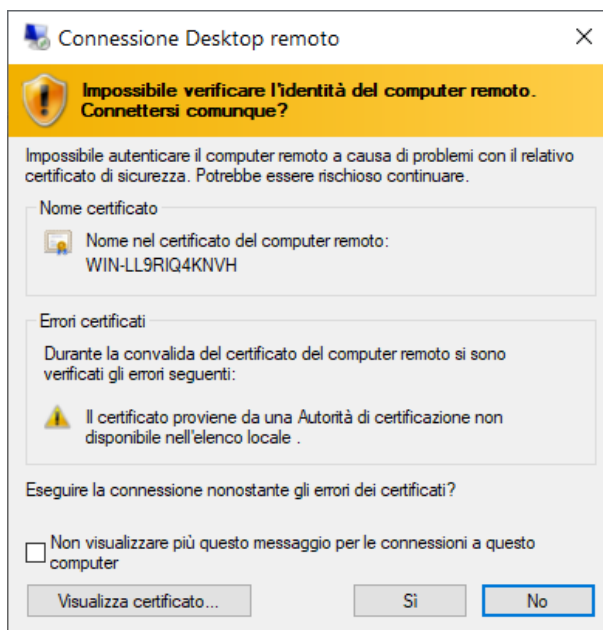 Connessione Desktop remoto
Impossibile verificare l'identità del computer remoto.
Connettersi comunque?
Impossibile autenticare il computer remoto a causa di problemi con il relativo
certificato di sicurezza. Potrebbe essere rischioso continuare.
Nome certificato
Nome nel certificato del computer remoto:
WIN-LL9RIQ4KNVH
Errori certificati
Durante la convalida del certificato del computer remoto si sono
verificati gli errori seguenti:
Il certificato proviene da una Autorità di certificazione non
disponibile nell'elenco locale .
Eseguire la connessione nonostante gli errori dei certificati?
Non visualizzare più questo messaggio per le connessioni a questo
computer
Visualizza certificato...
Sì
No